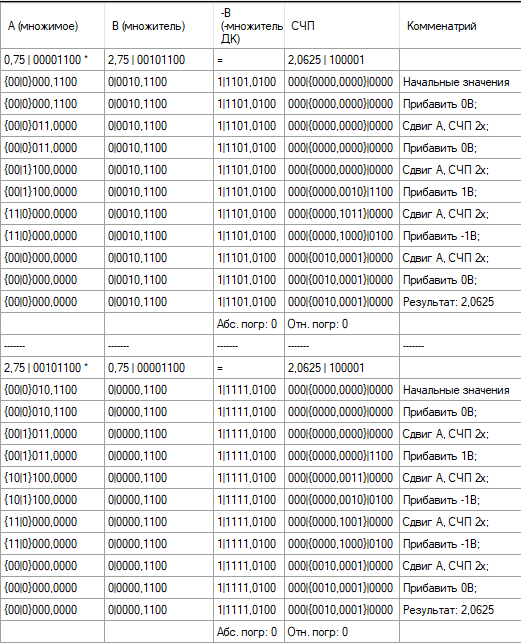 А (множимое) В (множитель) -В (-множитель ДК) СЧП Комменатрий
0,75 | 00001100 * 2,75 | 00101100 = 2,0625 | 100001
{00|0}000,1100 0|0010,1100 1|1101,0100 000|{0000,0000}|0000 Начальные значения
{00|0}000,1100 0|0010,1100 1|1101,0100 000|{0000,0000}|0000 Прибавить 0В;
{00|0}011,0000 0|0010,1100 1|1101,0100 000|{0000,0000}|0000 Сдвиг А, СЧП 2x;
{00|0}011,0000 0|0010,1100 1|1101,0100 000|{0000,0000}|0000 Прибавить 0В;
{00|1}100,0000 0|0010,1100 1|1101,0100 000|{0000,0000}|0000 Сдвиг А, СЧП 2x;
{00|1}100,0000 0|0010,1100 1|1101,0100 000|{0000,0010}|1100 Прибавить 1В;
{11|0}000,0000 0|0010,1100 1|1101,0100 000|{0000,1011}|0000 Сдвиг А, СЧП 2x;
{11|0}000,0000 0|0010,1100 1|1101,0100 000|{0000,1000}|0100 Прибавить -1В;
{00|0}000,0000 0|0010,1100 1|1101,0100 000|{0010,0001}|0000 Сдвиг А, СЧП 2x;
{00|0}000,0000 0|0010,1100 1|1101,0100 000|{0010,0001}|0000 Прибавить 0В;
{00|0}000,0000 0|0010,1100 1|1101,0100 000|{0010,0001}|0000 Результат: 2,0625
Абс. погр: 0 Отн. погр: 0
------- ------- ------- ------- -------
2,75 | 00101100 * 0,75 | 00001100 = 2,0625 | 100001
{00|0}010,1100 0|0000,1100 1|1111,0100 000|{0000,0000}|0000 Начальные значения
{00|0}010,1100 0|0000,1100 1|1111,0100 000|{0000,0000}|0000 Прибавить 0В;
{00|1}011,0000 0|0000,1100 1|1111,0100 000|{0000,0000}|0000 Сдвиг А, СЧП 2x;
{00|1}011,0000 0|0000,1100 1|1111,0100 000|{0000,0000}|1100 Прибавить 1В;
{10|1}100,0000 0|0000,1100 1|1111,0100 000|{0000,0011}|0000 Сдвиг А, СЧП 2x;
{10|1}100,0000 0|0000,1100 1|1111,0100 000|{0000,0010}|0100 Прибавить -1В;
{11|0}000,0000 0|0000,1100 1|1111,0100 000|{0000,1001}|0000 Сдвиг А, СЧП 2x;
{11|0}000,0000 0|0000,1100 1|1111,0100 000|{0000,1000}|0100 Прибавить -1В;
{00|0}000,0000 0|0000,1100 1|1111,0100 000|{0010,0001}|0000 Сдвиг А, СЧП 2x;
{00|0}000,0000 0|0000,1100 1|1111,0100 000|{0010,0001}|0000 Прибавить 0В;
{00|0}000,0000 0|0000,1100 1|1111,0100 000|{0010,0001}|0000 Результат: 2,0625
Абс. погр: 0 Отн. погр: 0